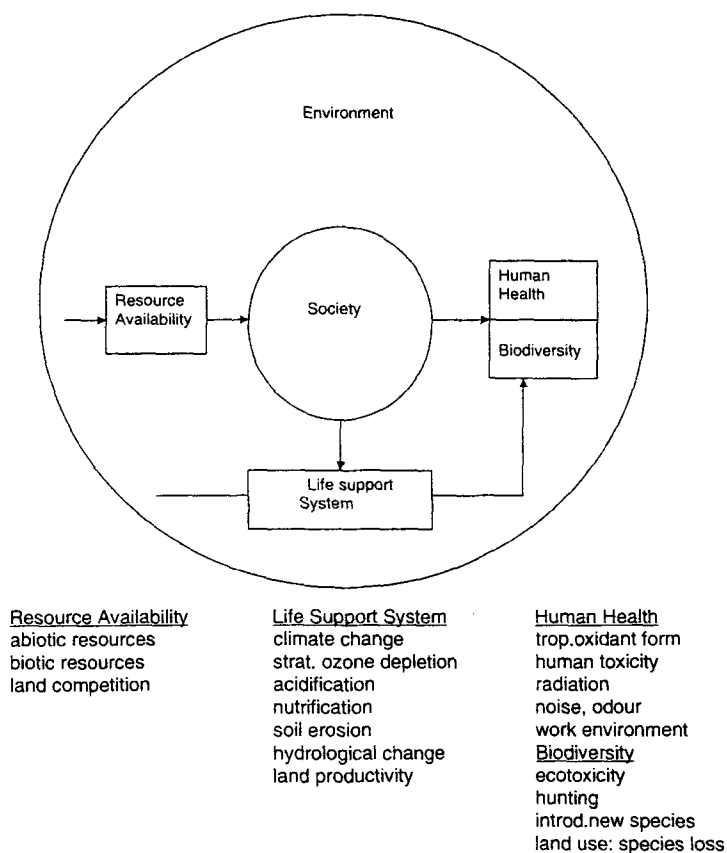 Environment
Resource
Availability
Society
Human
Health
Biodiversity
Life support
System
Resource Availability
abiotic resources
biotic resources
land competition
Life Support System
climate change
strat. ozone depletion
acidification
nutrification
soil erosion
hydrological change
land productivity
Human Health
trop.oxidant form
human toxicity
radiation
noise, odour
work environment
Biodiversity
ecotoxicity
hunting
introd.new species
land use: species loss